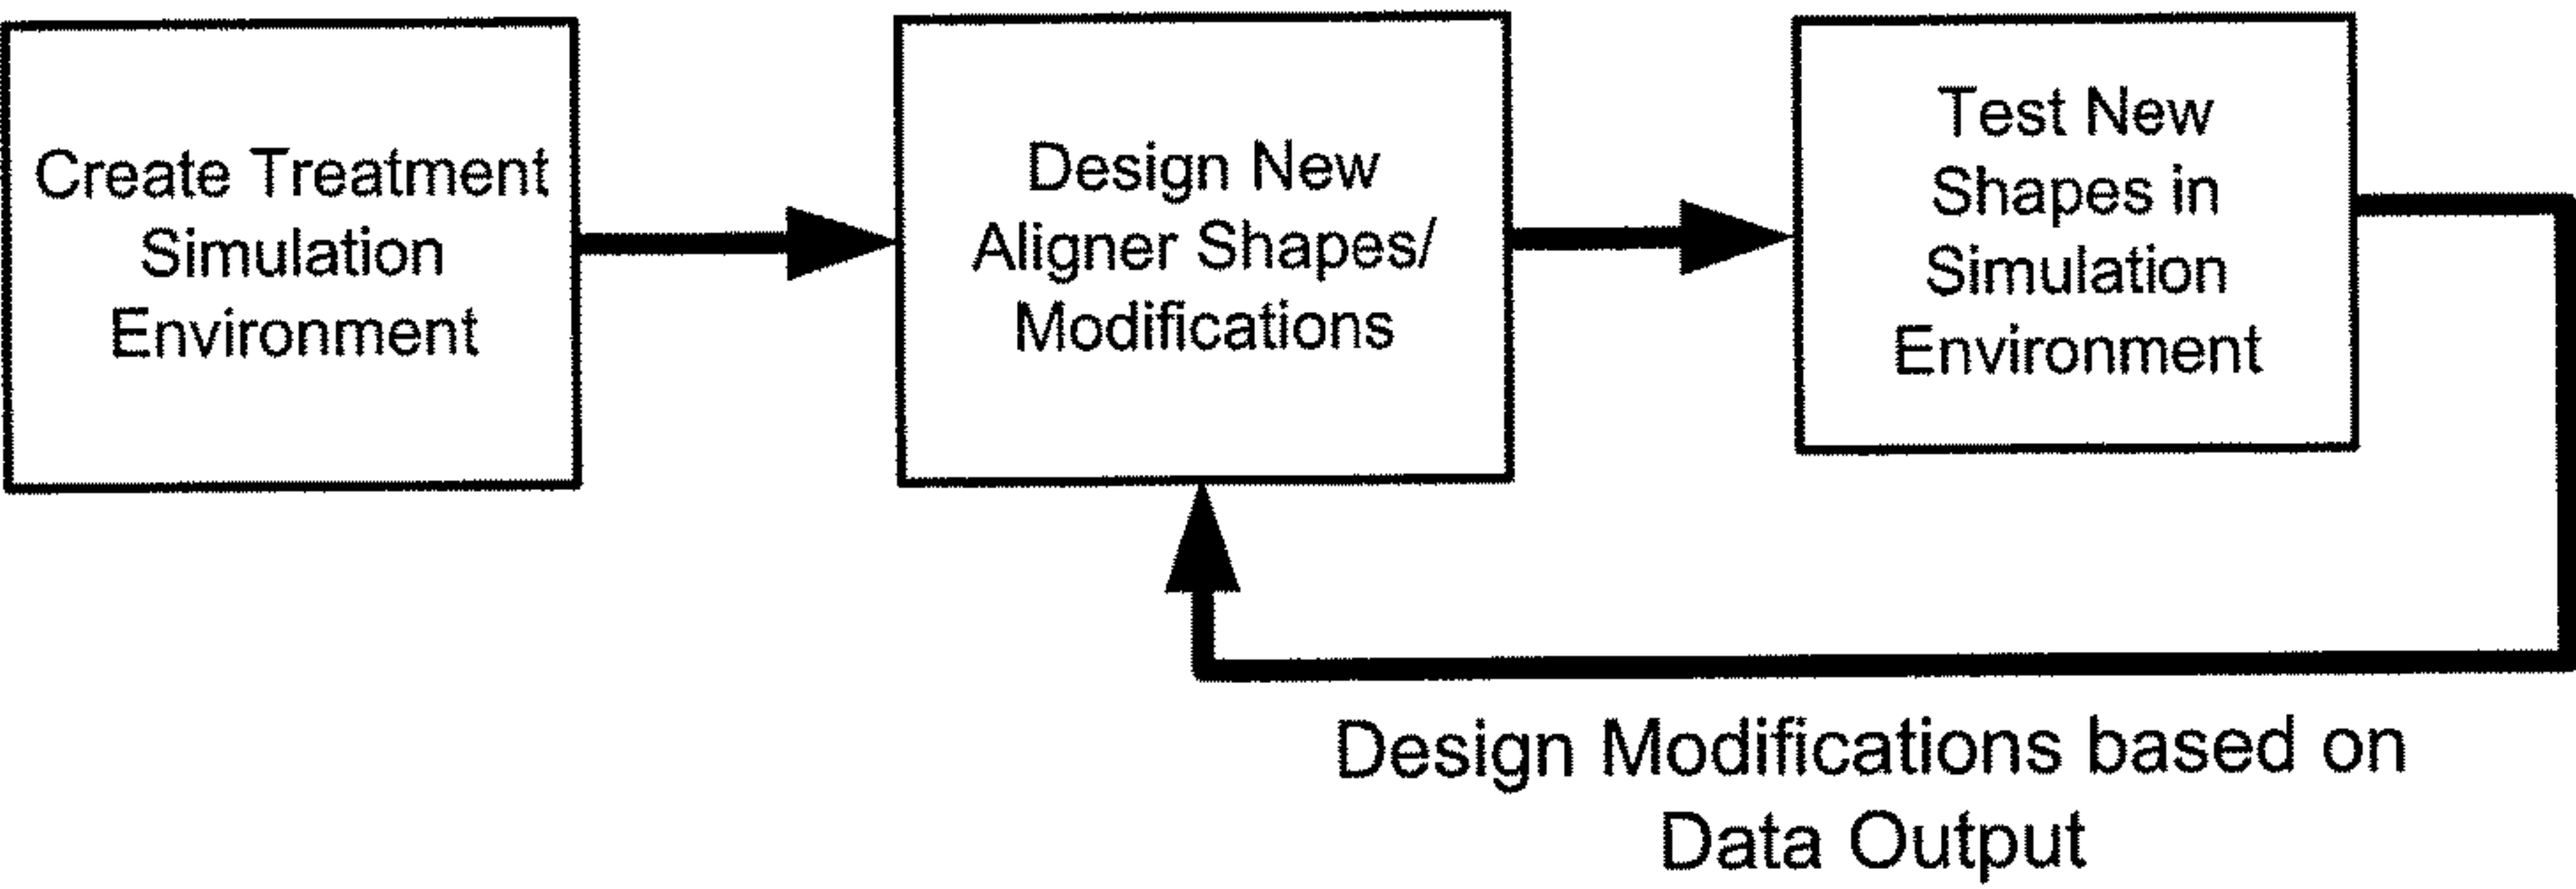 Create Treatment
Simulation
Environment
Design New
Aligner Shapes/
Modifications
Test New
Shapes in
Simulation
Environment
Design Modifications based on
Data Output